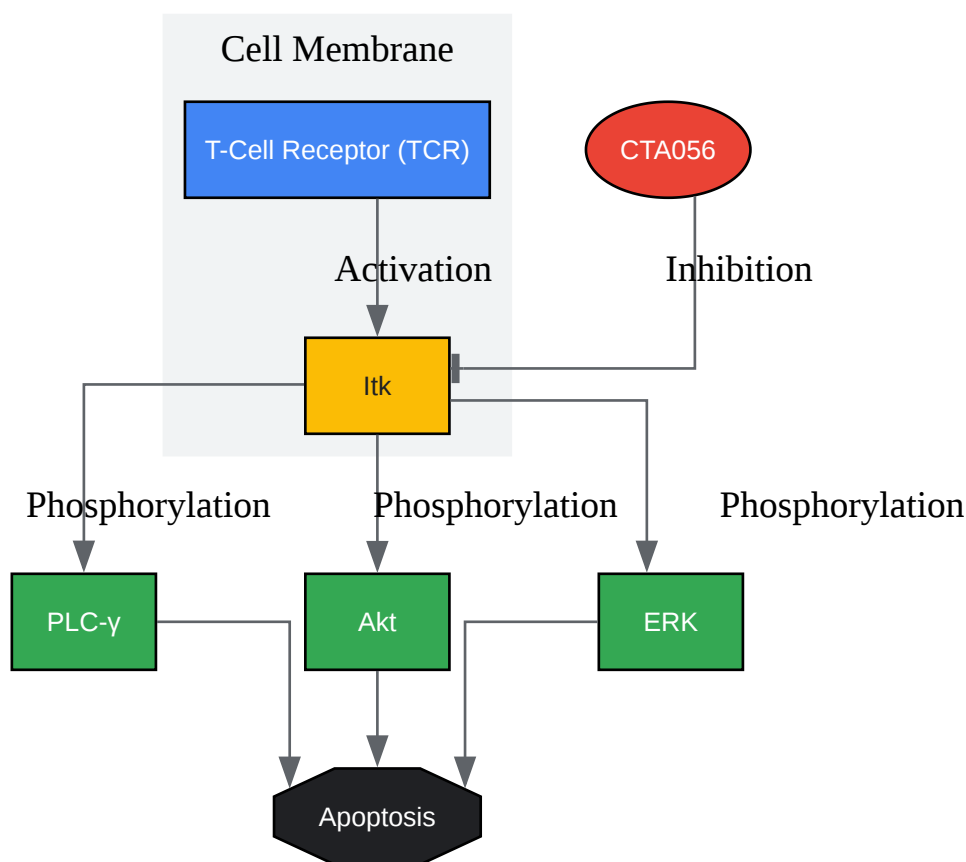 Cell Membrane
T-Cell Receptor (TCR)
CTA056
Activation
Inhibition
Itk
Phosphorylation
Phosphorylation
Phosphorylation
PLC-γ
Akt
ERK
Apoptosis